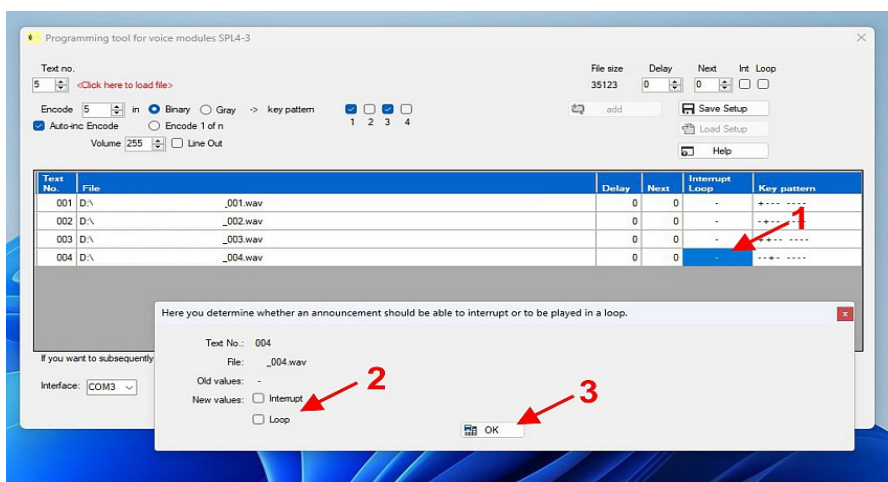 Programming tool for voice modules SPL4-3
Text no. File size Delay Next Int Loop
5 <Click here to load file> 35123 0 0
Encode 5 in Binary Gray -> key pattern add Save Setup
Auto-inc Encode Encode 1 of n 1 2 3 4 Load Setup
Volume 255 Line Out Help
Text No. File Delay Next Interrupt Loop Key pattern
001 D:\ _001.wav 0 0 - +--- ----
002 D:\ _002.wav 0 0 - -+-- ----
003 D:\ _003.wav 0 0 - ++-- ----
004 D:\ _004.wav 0 0 - --+- ----
1
Here you determine whether an announcement should be able to interrupt or to be played in a loop.
If you want to subsequently
Text No.: 004
File: _004.wav
Old values: -
Interface: COM3
New values: Interrupt
Loop
2
OK
3